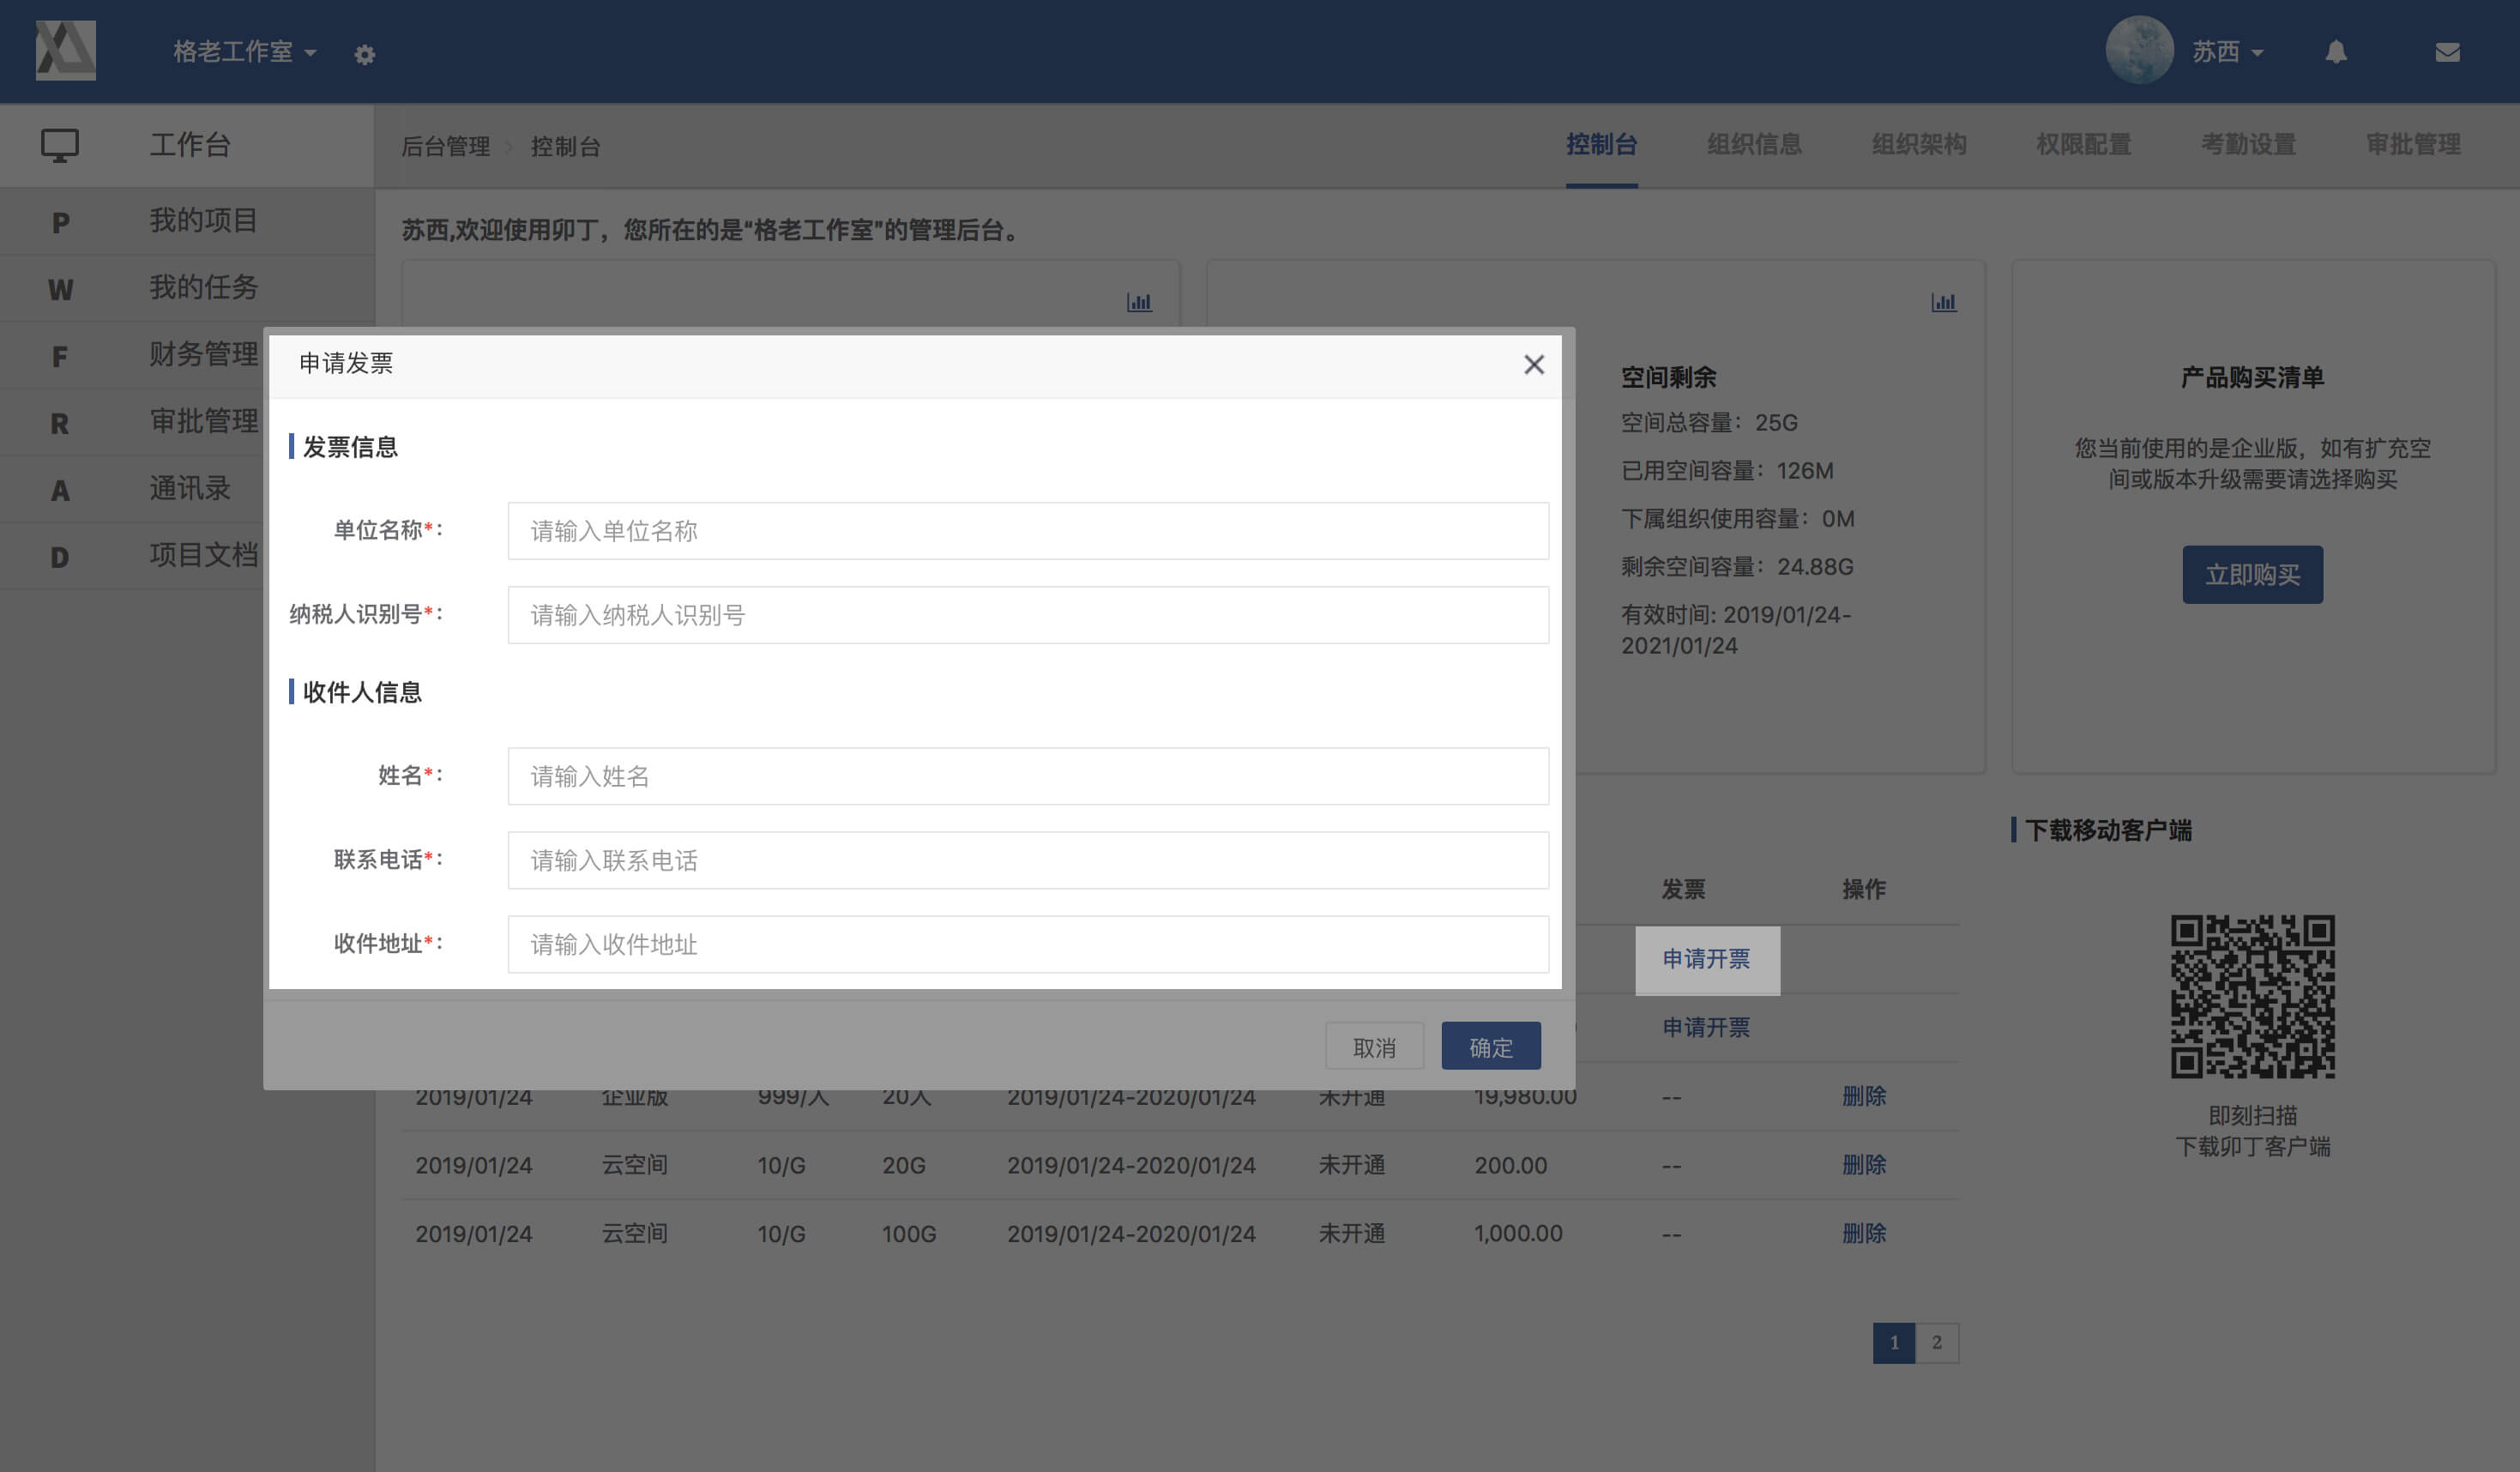 格老工作室
苏西
工作台
P 我的项目
W 我的任务
F 财务管理
R 审批管理
A 通讯录
D 项目文档
后台管理 > 控制台
控制台 组织信息 组织架构 权限配置 考勤设置 审批管理
苏西,欢迎使用卯丁，您所在的是“格老工作室”的管理后台。
申请发票
发票信息
单位名称*：
请输入单位名称
纳税人识别号*：
请输入纳税人识别号
收件人信息
姓名*：
请输入姓名
联系电话*：
请输入联系电话
收件地址*：
请输入收件地址
取消 确定
空间剩余
空间总容量：25G
已用空间容量：126M
下属组织使用容量：0M
剩余空间容量：24.88G
有效时间: 2019/01/24-
2021/01/24
产品购买清单
您当前使用的是企业版，如有扩充空
间或版本升级需要请选择购买
立即购买
发票 操作
申请开票
申请开票
2019/01/24 企业版 999/人 20人 2019/01/24-2020/01/24 未开通 19,980.00 -- 删除
2019/01/24 云空间 10/G 20G 2019/01/24-2020/01/24 未开通 200.00 -- 删除
2019/01/24 云空间 10/G 100G 2019/01/24-2020/01/24 未开通 1,000.00 -- 删除
1 2
下载移动客户端
即刻扫描
下载卯丁客户端